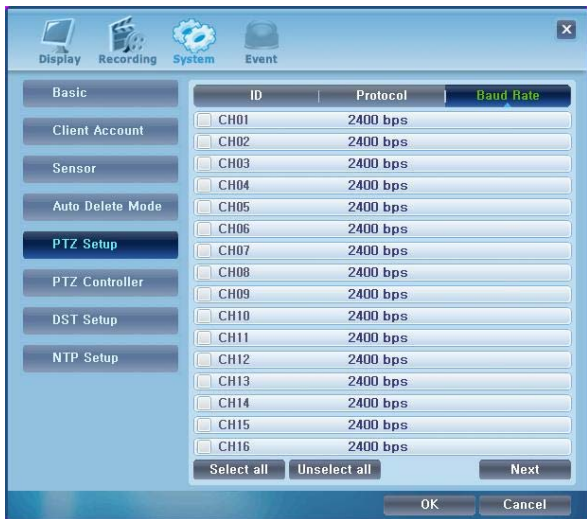 Display Recording System Event
Basic
Client Account
Sensor
Auto Delete Mode
PTZ Setup
PTZ Controller
DST Setup
NTP Setup
ID Protocol Baud Rate
CH01 2400 bps
CH02 2400 bps
CH03 2400 bps
CH04 2400 bps
CH05 2400 bps
CH06 2400 bps
CH07 2400 bps
CH08 2400 bps
CH09 2400 bps
CH10 2400 bps
CH11 2400 bps
CH12 2400 bps
CH13 2400 bps
CH14 2400 bps
CH15 2400 bps
CH16 2400 bps
Select all Unselect all Next
OK Cancel